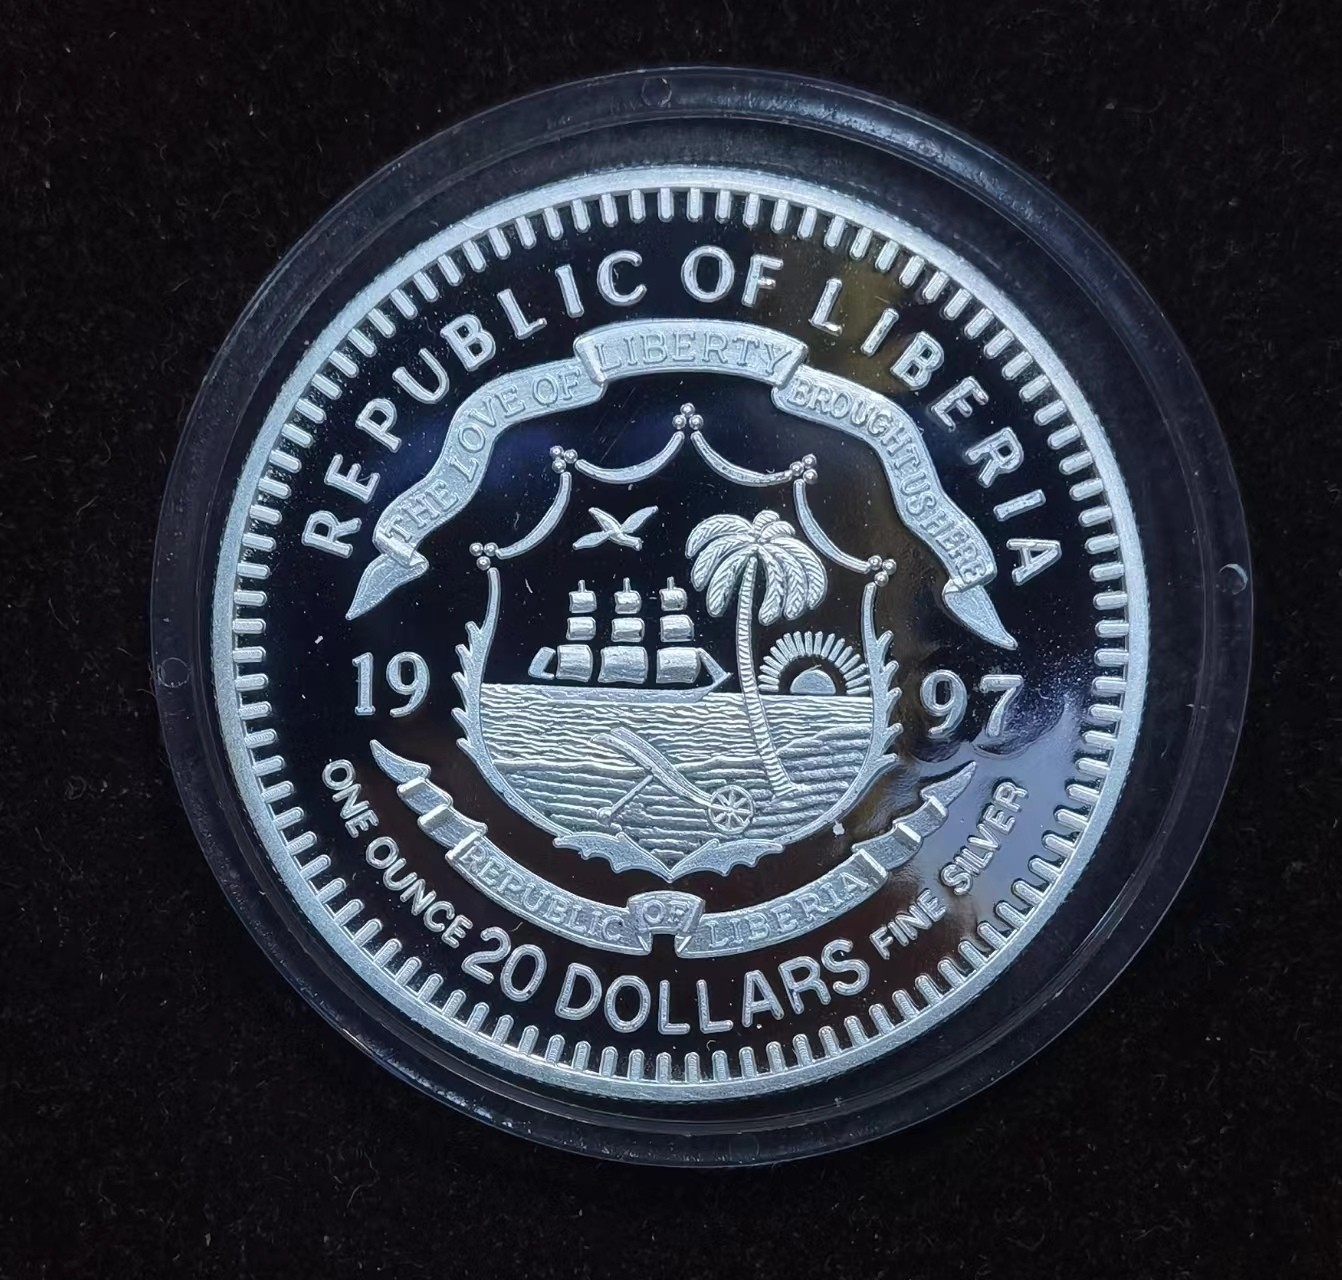 REPUBLIC OF LIBERIA
THE LOVE OF LIBERTY BROUGHT US HERE
19 97
REPUBLIC OF LIBERIA
ONE OUNCE 20 DOLLARS FINE SILVER